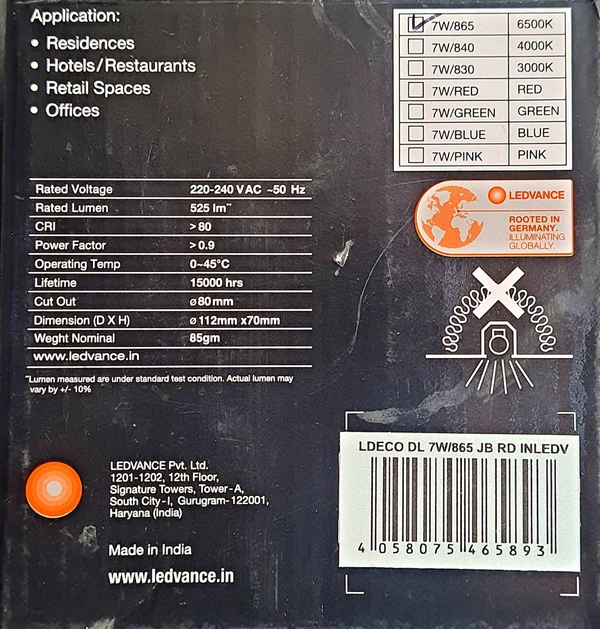 Application:
• Residences
• Hotels/Restaurants
• Retail Spaces
• Offices
7W/865 6500K
7W/840 4000K
7W/830 3000K
7W/RED RED
7W/GREEN GREEN
7W/BLUE BLUE
7W/PINK PINK
Rated Voltage 220-240 VAC ~50 Hz
Rated Lumen 525 lm**
CRI >80
Power Factor >0.9
Operating Temp 0~45°C
Lifetime 15000 hrs
Cut Out ⌀80mm
Dimension (D X H) ⌀112mm x70mm
Weght Nominal 85gm
www.ledvance.in
**Lumen measured are under standard test condition. Actual lumen may
vary by +/- 10%
LEDVANCE
ROOTED IN
GERMANY.
ILLUMINATING
GLOBALLY.
LEDVANCE Pvt. Ltd.
1201-1202, 12th Floor,
Signature Towers, Tower-A,
South City-I, Gurugram-122001,
Haryana (India)
Made in India
www.ledvance.in
LDECO DL 7W/865 JB RD INLEDV
4 058075 465893